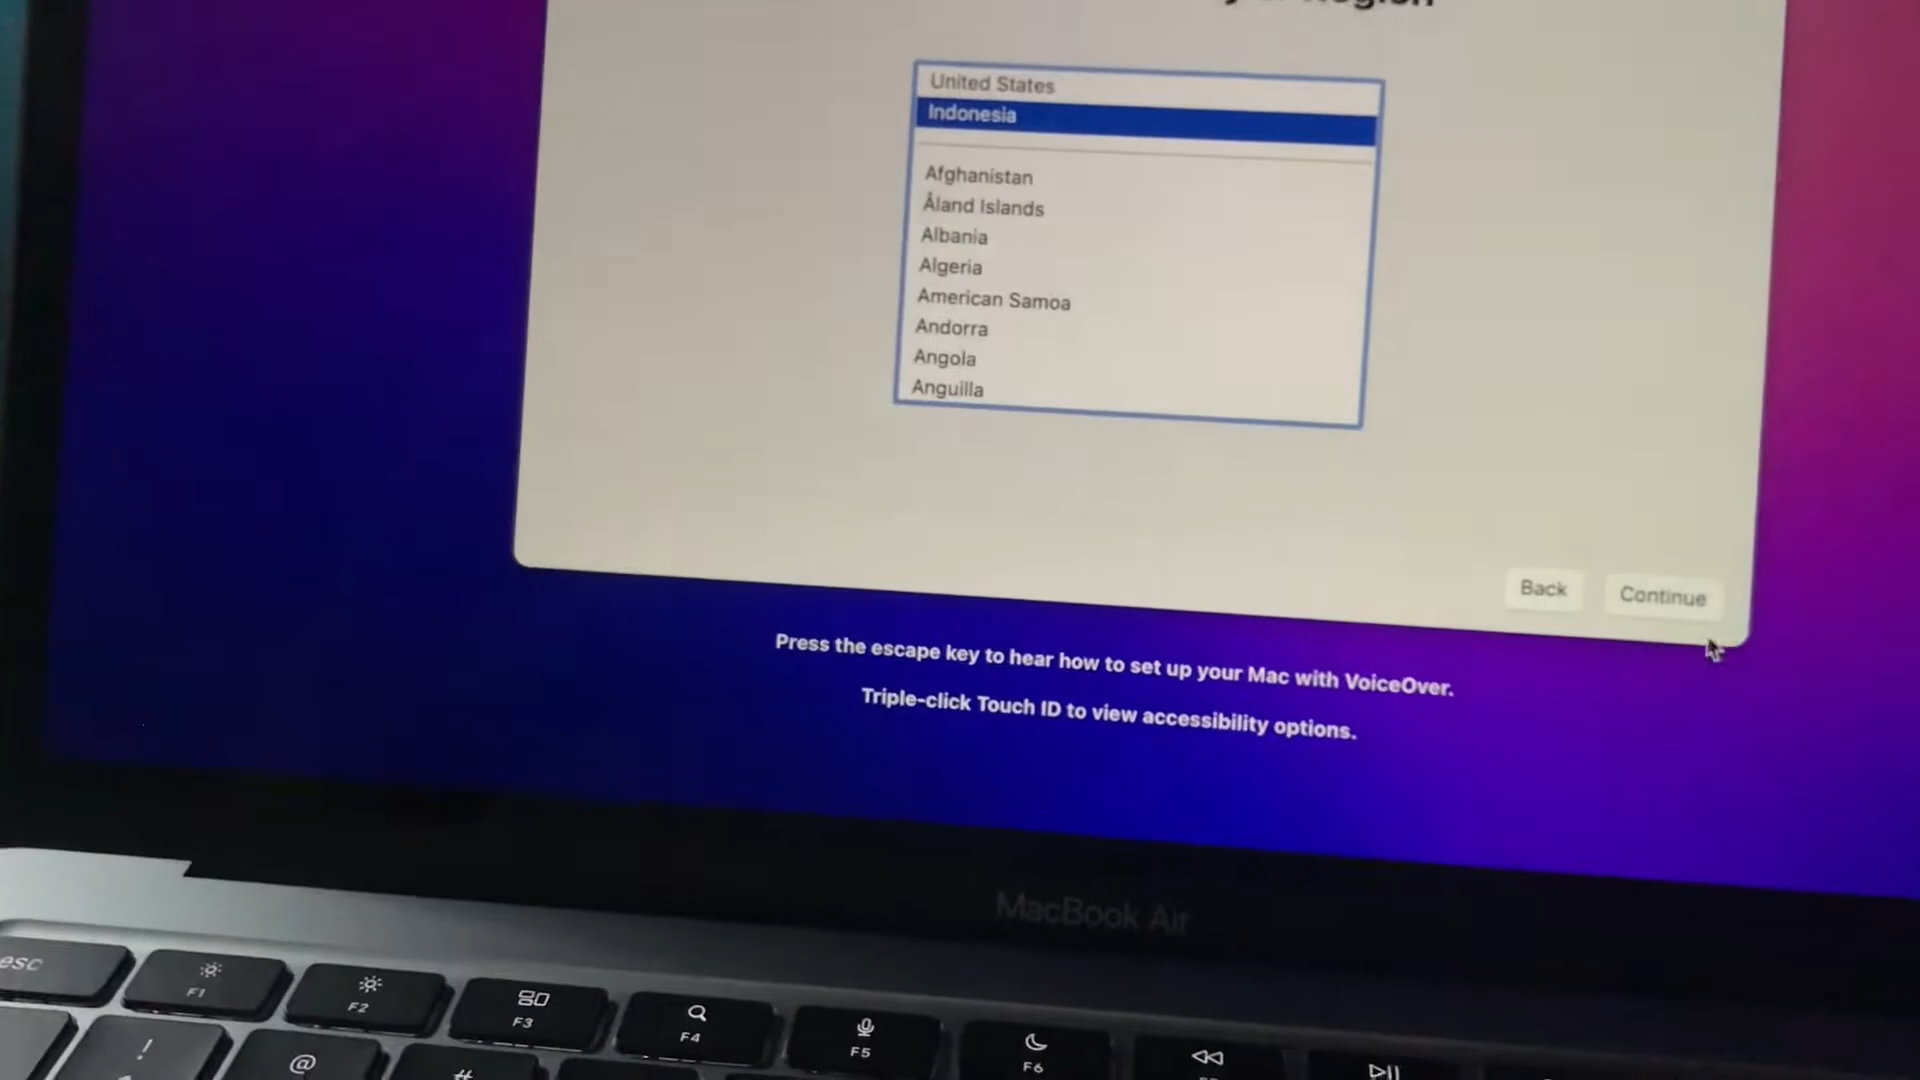 Region
United States
Indonesia
Afghanistan
Åland Islands
Albania
Algeria
American Samoa
Andorra
Angola
Anguilla
Back
Continue
Press the escape key to hear how to set up your Mac with VoiceOver.
Triple-click Touch ID to view accessibility options.
MacBook Air
esc
F1
F2
F3
F4
F5
F6
!
@
#